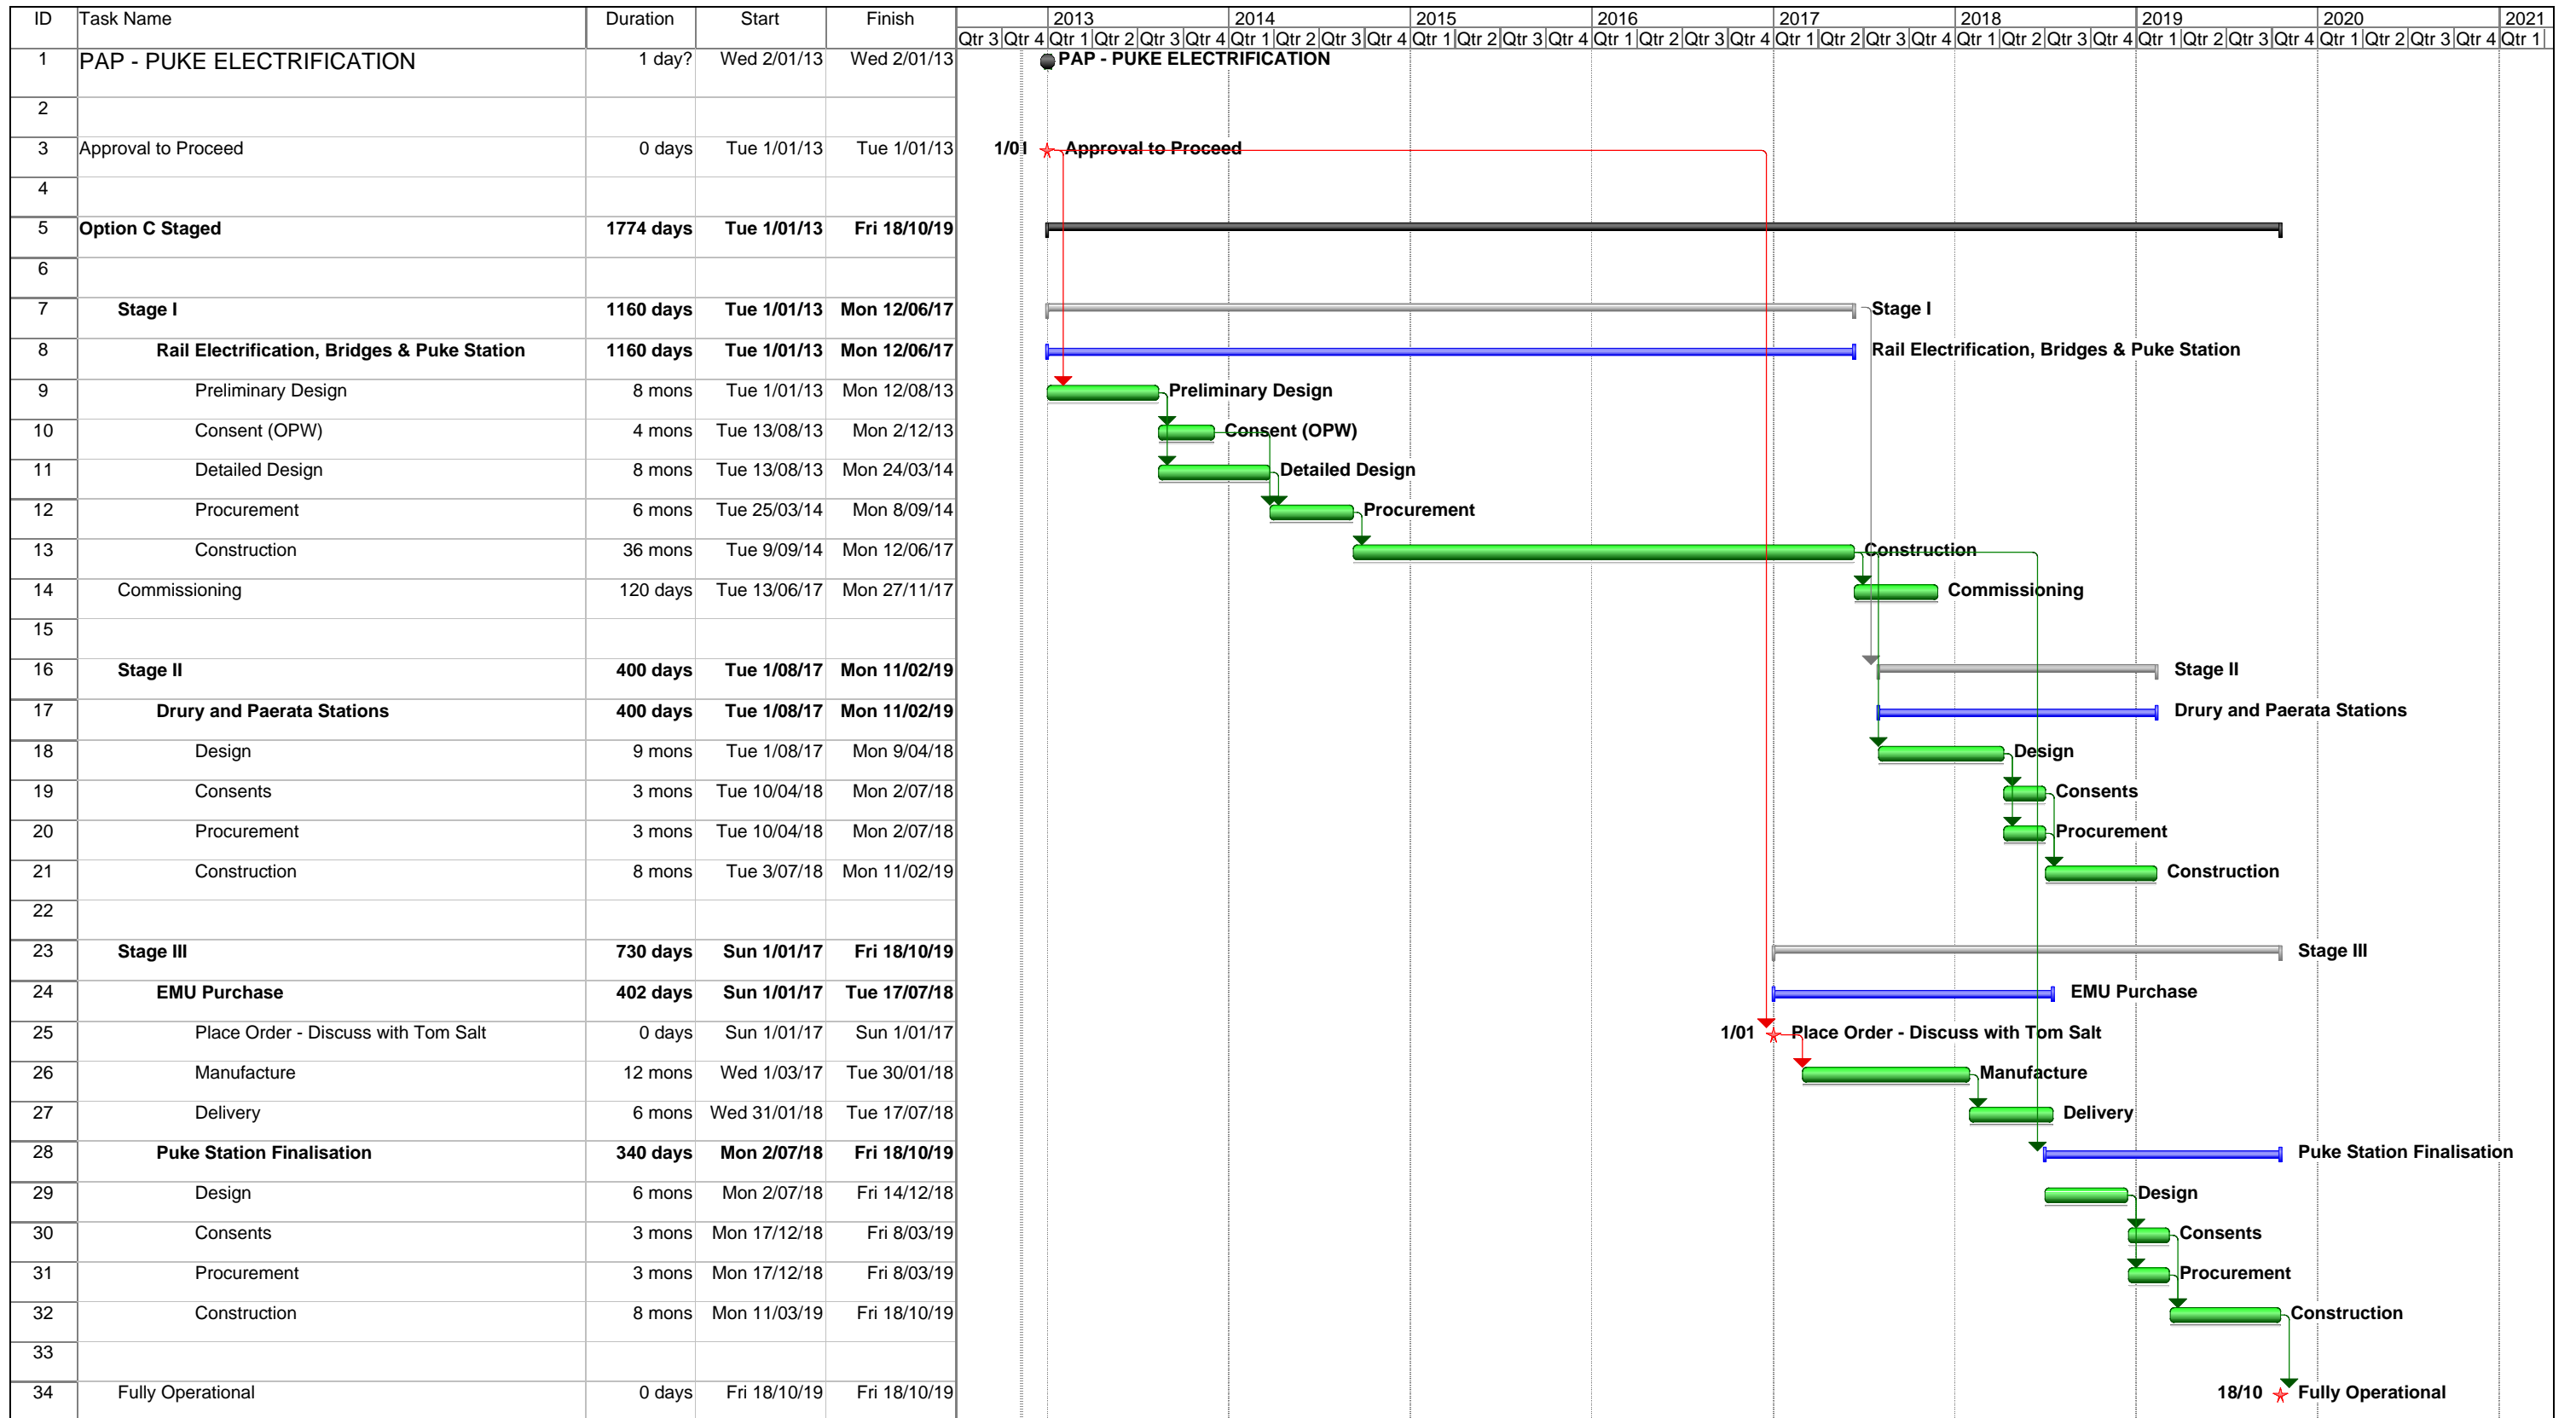 ID Task Name Duration Start Finish 2013 2014 2015 2016 2017 2018 2019 2020 2021
Qtr 3 Qtr 4 Qtr 1 Qtr 2 Qtr 3 Qtr 4 Qtr 1 Qtr 2 Qtr 3 Qtr 4 Qtr 1 Qtr 2 Qtr 3 Qtr 4 Qtr 1 Qtr 2 Qtr 3 Qtr 4 Qtr 1 Qtr 2 Qtr 3 Qtr 4 Qtr 1 Qtr 2 Qtr 3 Qtr 4 Qtr 1 Qtr 2 Qtr 3 Qtr 4 Qtr 1 Qtr 2 Qtr 3 Qtr 4 Qtr 1
1 PAP - PUKE ELECTRIFICATION 1 day? Wed 2/01/13 Wed 2/01/13 PAP - PUKE ELECTRIFICATION
2
3 Approval to Proceed 0 days Tue 1/01/13 Tue 1/01/13 1/01 Approval to Proceed
4
5 Option C Staged 1774 days Tue 1/01/13 Fri 18/10/19
6
7 Stage I 1160 days Tue 1/01/13 Mon 12/06/17 Stage I
8 Rail Electrification, Bridges & Puke Station 1160 days Tue 1/01/13 Mon 12/06/17 Rail Electrification, Bridges & Puke Station
9 Preliminary Design 8 mons Tue 1/01/13 Mon 12/08/13 Preliminary Design
10 Consent (OPW) 4 mons Tue 13/08/13 Mon 2/12/13 Consent (OPW)
11 Detailed Design 8 mons Tue 13/08/13 Mon 24/03/14 Detailed Design
12 Procurement 6 mons Tue 25/03/14 Mon 8/09/14 Procurement
13 Construction 36 mons Tue 9/09/14 Mon 12/06/17 Construction
14 Commissioning 120 days Tue 13/06/17 Mon 27/11/17 Commissioning
15
16 Stage II 400 days Tue 1/08/17 Mon 11/02/19 Stage II
17 Drury and Paerata Stations 400 days Tue 1/08/17 Mon 11/02/19 Drury and Paerata Stations
18 Design 9 mons Tue 1/08/17 Mon 9/04/18 Design
19 Consents 3 mons Tue 10/04/18 Mon 2/07/18 Consents
20 Procurement 3 mons Tue 10/04/18 Mon 2/07/18 Procurement
21 Construction 8 mons Tue 3/07/18 Mon 11/02/19 Construction
22
23 Stage III 730 days Sun 1/01/17 Fri 18/10/19 Stage III
24 EMU Purchase 402 days Sun 1/01/17 Tue 17/07/18 EMU Purchase
25 Place Order - Discuss with Tom Salt 0 days Sun 1/01/17 Sun 1/01/17 1/01 Place Order - Discuss with Tom Salt
26 Manufacture 12 mons Wed 1/03/17 Tue 30/01/18 Manufacture
27 Delivery 6 mons Wed 31/01/18 Tue 17/07/18 Delivery
28 Puke Station Finalisation 340 days Mon 2/07/18 Fri 18/10/19 Puke Station Finalisation
29 Design 6 mons Mon 2/07/18 Fri 14/12/18 Design
30 Consents 3 mons Mon 17/12/18 Fri 8/03/19 Consents
31 Procurement 3 mons Mon 17/12/18 Fri 8/03/19 Procurement
32 Construction 8 mons Mon 11/03/19 Fri 18/10/19 Construction
33
34 Fully Operational 0 days Fri 18/10/19 Fri 18/10/19 18/10 Fully Operational